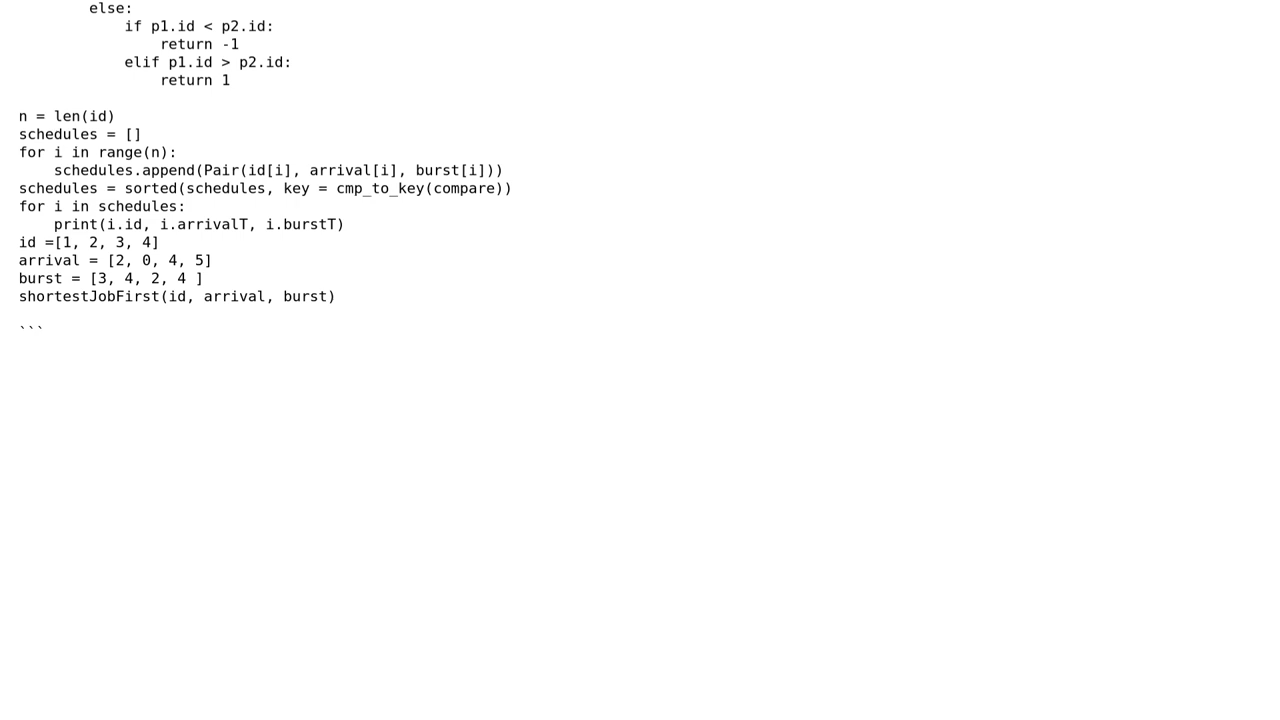 else:
            if p1.id < p2.id:
                return -1
            elif p1.id > p2.id:
                return 1

n = len(id)
schedules = []
for i in range(n):
    schedules.append(Pair(id[i], arrival[i], burst[i]))
schedules = sorted(schedules, key = cmp_to_key(compare))
for i in schedules:
    print(i.id, i.arrivalT, i.burstT)
id =[1, 2, 3, 4]
arrival = [2, 0, 4, 5]
burst = [3, 4, 2, 4 ]
shortestJobFirst(id, arrival, burst)

```